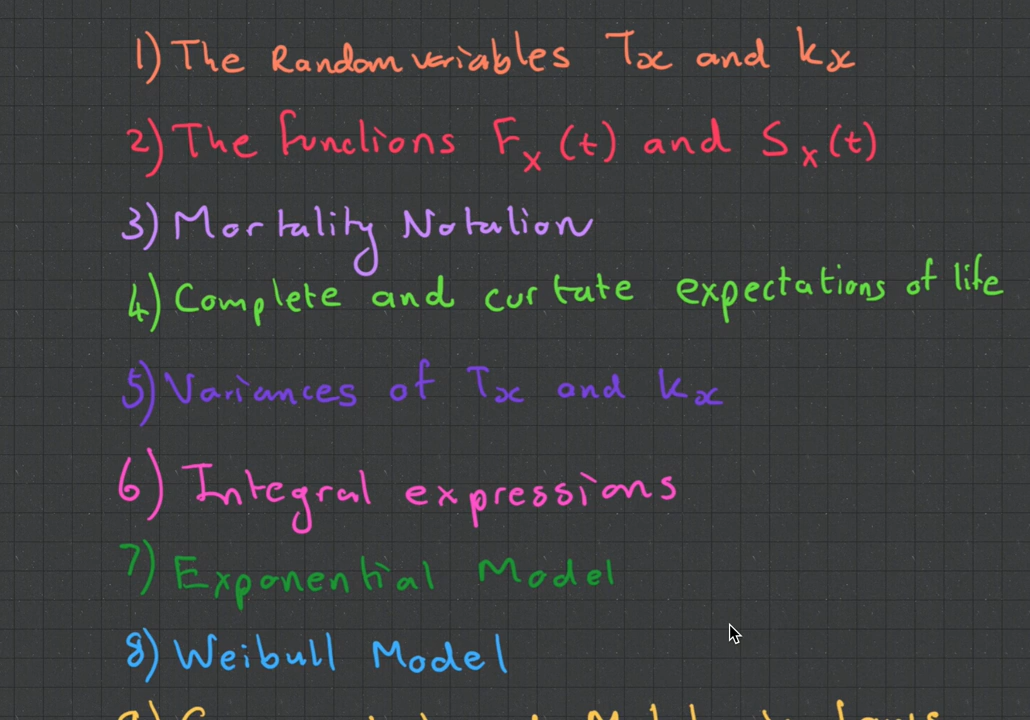 1) The Random variables Tx and kx
2) The functions Fx(t) and Sx(t)
3) Mortality Notation
4) Complete and curtate expectations of life
5) Variances of Tx and kx
6) Integral expressions
7) Exponential Model
8) Weibull Model